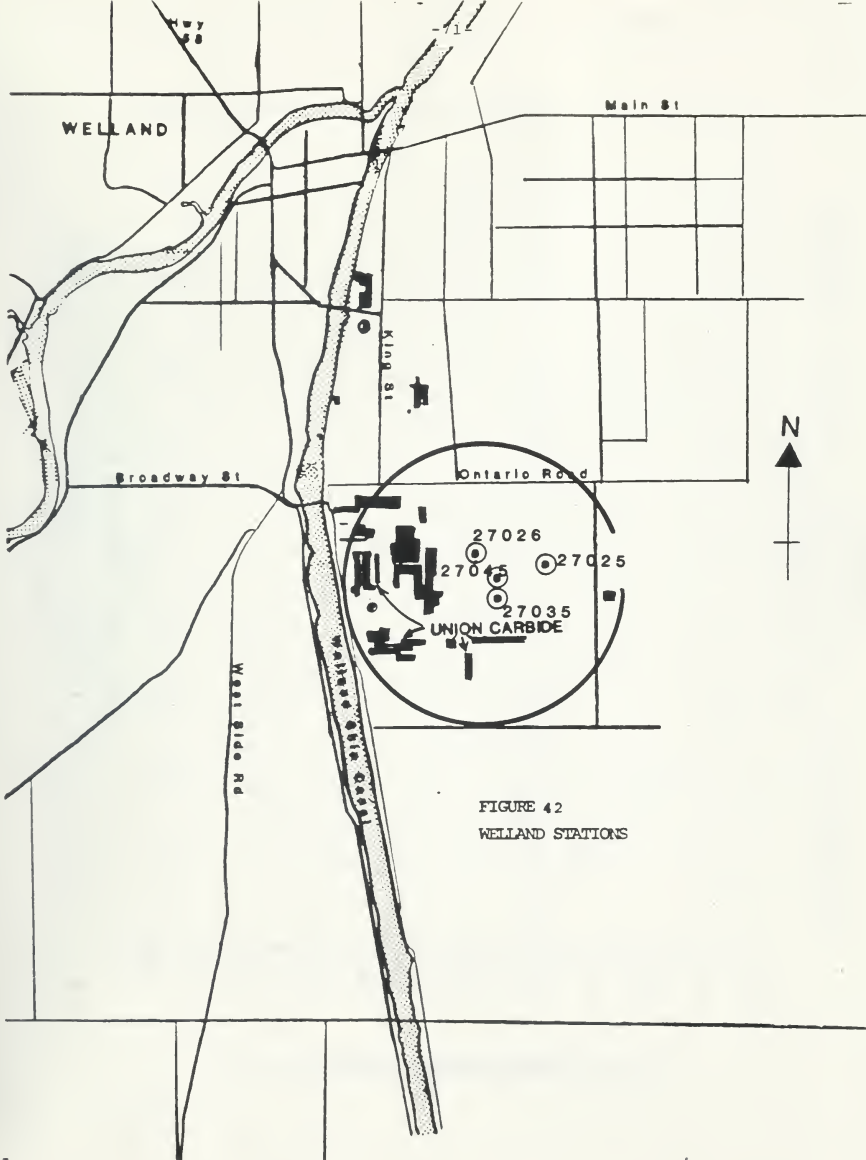 -71-
Hwy
58
Main St
WELLAND
King St
Broadway St
Ontario Road
27026
27025
27045
27035
UNION CARBIDE
Welland Ship Canal
West Side Rd
N
FIGURE 42
WELLAND STATIONS